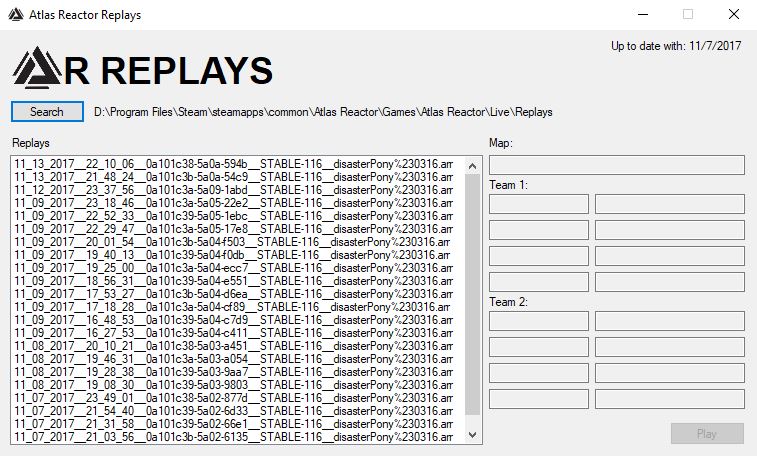 Atlas Reactor Replays
Up to date with: 11/7/2017
AR REPLAYS
Search
D:\Program Files\Steam\steamapps\common\Atlas Reactor\Games\Atlas Reactor\Live\Replays
Replays
Map:
11_13_2017__22_10_06__0a101c38-5a0a-594b__STABLE-116__disasterPony%230316.arr
11_13_2017__21_48_24__0a101c3b-5a0a-54c9__STABLE-116__disasterPony%230316.arr
11_12_2017__23_37_56__0a101c3a-5a09-1abd__STABLE-116__disasterPony%230316.arr
11_09_2017__23_18_46__0a101c3a-5a05-22e2__STABLE-116__disasterPony%230316.arr
11_09_2017__22_52_33__0a101c39-5a05-1ebc__STABLE-116__disasterPony%230316.arr
11_09_2017__22_29_47__0a101c3a-5a05-17e8__STABLE-116__disasterPony%230316.arr
11_09_2017__20_01_54__0a101c3b-5a04-f503__STABLE-116__disasterPony%230316.arr
11_09_2017__19_40_13__0a101c39-5a04-f0db__STABLE-116__disasterPony%230316.arr
11_09_2017__19_25_00__0a101c3a-5a04-ecc7__STABLE-116__disasterPony%230316.arr
11_09_2017__18_56_31__0a101c39-5a04-e551__STABLE-116__disasterPony%230316.arr
11_09_2017__17_53_27__0a101c3b-5a04-d6ea__STABLE-116__disasterPony%230316.arr
11_09_2017__17_18_28__0a101c3a-5a04-cf89__STABLE-116__disasterPony%230316.arr
11_09_2017__16_48_53__0a101c39-5a04-c7d9__STABLE-116__disasterPony%230316.arr
11_09_2017__16_27_53__0a101c39-5a04-c411__STABLE-116__disasterPony%230316.arr
11_08_2017__20_10_21__0a101c38-5a03-a451__STABLE-116__disasterPony%230316.arr
11_08_2017__19_46_31__0a101c3a-5a03-a054__STABLE-116__disasterPony%230316.arr
11_08_2017__19_28_38__0a101c39-5a03-9aa7__STABLE-116__disasterPony%230316.arr
11_08_2017__19_08_30__0a101c39-5a03-9803__STABLE-116__disasterPony%230316.arr
11_07_2017__23_49_01__0a101c38-5a02-877d__STABLE-116__disasterPony%230316.arr
11_07_2017__21_54_40__0a101c39-5a02-6d33__STABLE-116__disasterPony%230316.arr
11_07_2017__21_31_58__0a101c39-5a02-66e1__STABLE-116__disasterPony%230316.arr
11_07_2017__21_03_56__0a101c3b-5a02-6135__STABLE-116__disasterPony%230316.arr
Team 1:
Team 2:
Play